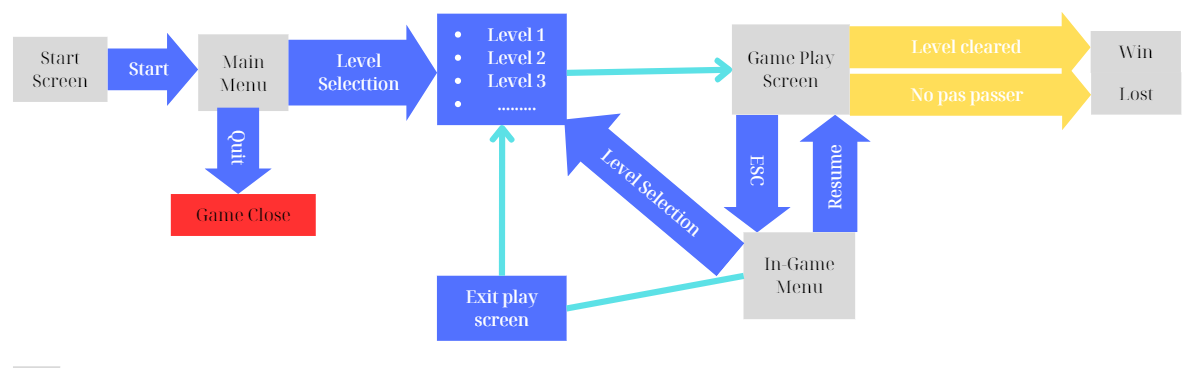 Start
Screen
Start
Main
Menu
Level
Selecttion
• Level 1
• Level 2
• Level 3
• .........
Game Play
Screen
Level cleared
No pas passer
Win
Lost
Quit
Game Close
Level Selection
ESC
Resume
In-Game
Menu
Exit play
screen